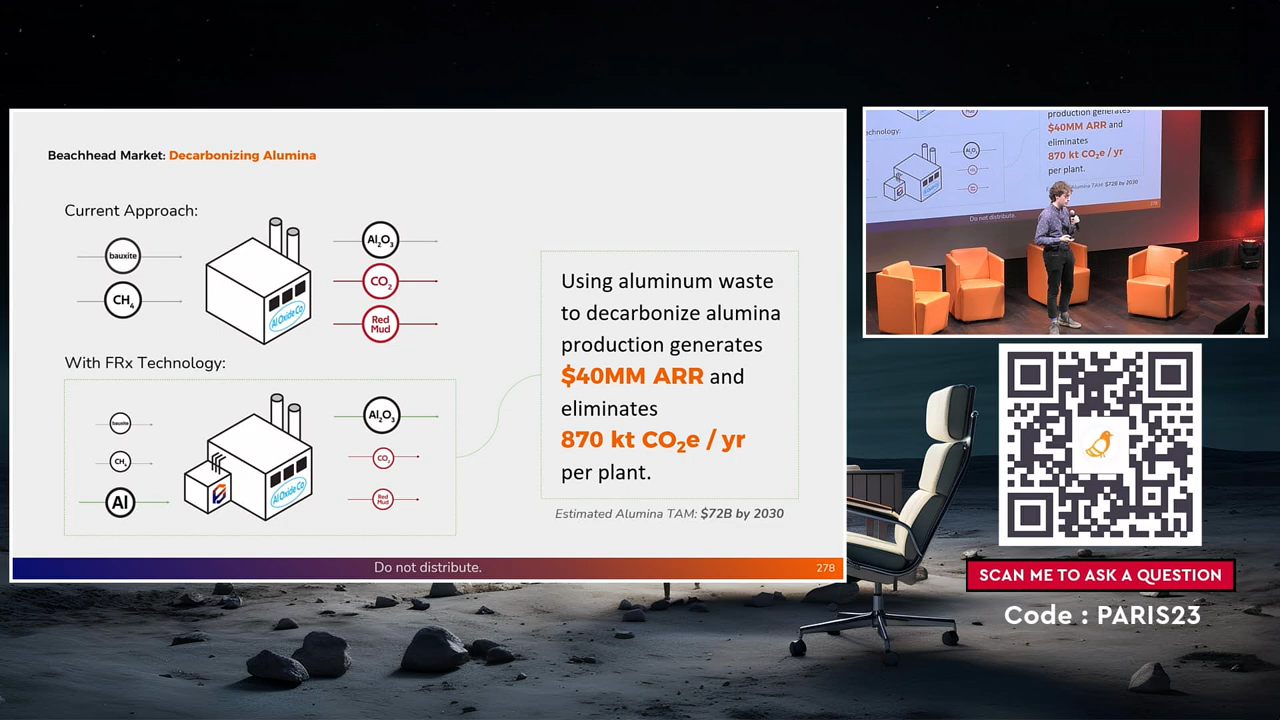 Beachhead Market: Decarbonizing Alumina
Current Approach:
bauxite
CH4
Al Oxide Co
Al2O3
CO2
Red
Mud
With FRx Technology:
bauxite
CH4
Al
Al Oxide Co
Al2O3
CO2
Red
Mud
Using aluminum waste
to decarbonize alumina
production generates
$40MM ARR and
eliminates
870 kt CO2e / yr
per plant.
Estimated Alumina TAM: $72B by 2030
Do not distribute.
278
production generates
$40MM ARR and
eliminates
870 kt CO2e / yr
per plant.
Alumina TAM: $72B by 2030
Technology:
Al2O3
Do not distribute.
278
SCAN ME TO ASK A QUESTION
Code : PARIS23